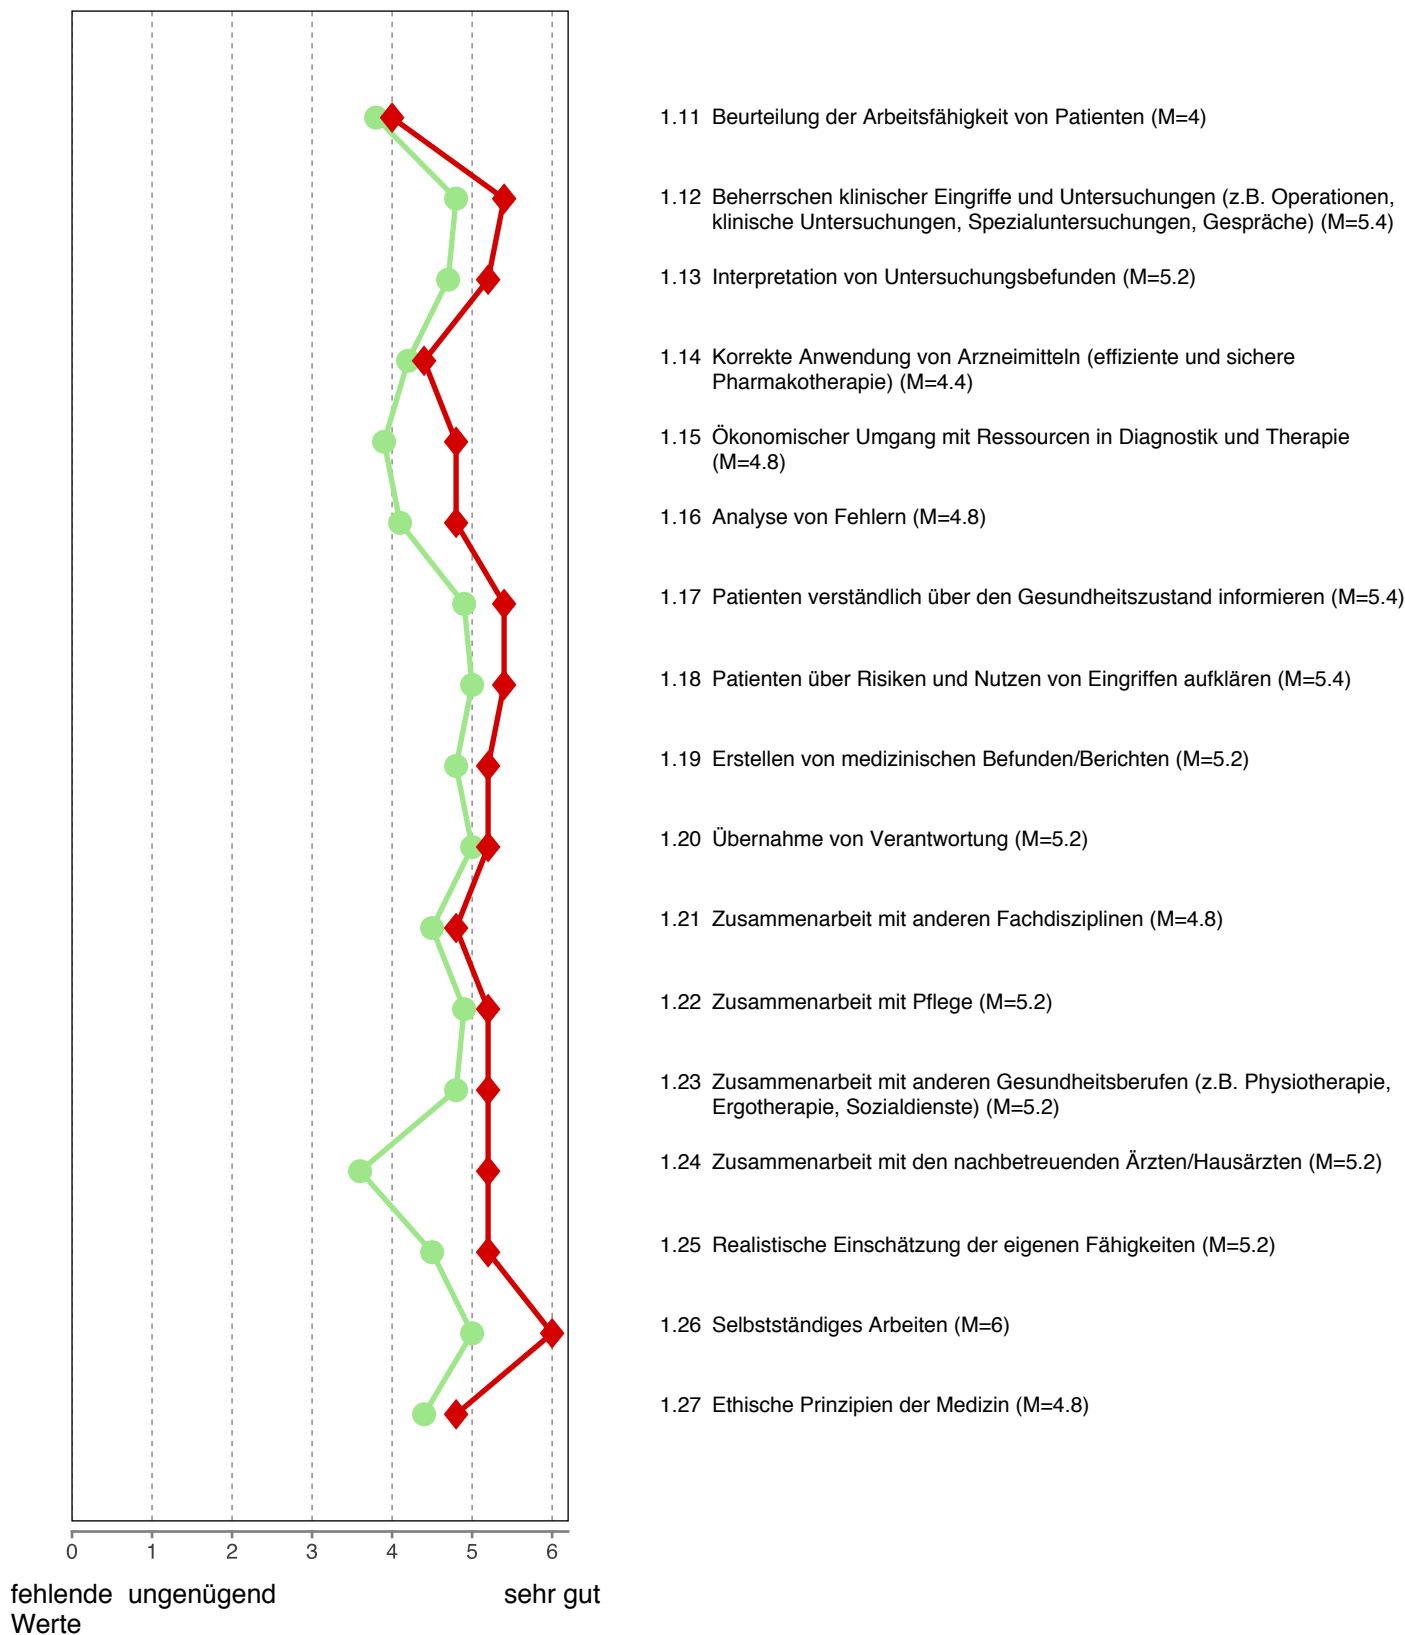 1.11 Beurteilung der Arbeitsfähigkeit von Patienten (M=4)
1.12 Beherrschen klinischer Eingriffe und Untersuchungen (z.B. Operationen,
klinische Untersuchungen, Spezialuntersuchungen, Gespräche) (M=5.4)
1.13 Interpretation von Untersuchungsbefunden (M=5.2)
1.14 Korrekte Anwendung von Arzneimitteln (effiziente und sichere
Pharmakotherapie) (M=4.4)
1.15 Ökonomischer Umgang mit Ressourcen in Diagnostik und Therapie
(M=4.8)
1.16 Analyse von Fehlern (M=4.8)
1.17 Patienten verständlich über den Gesundheitszustand informieren (M=5.4)
1.18 Patienten über Risiken und Nutzen von Eingriffen aufklären (M=5.4)
1.19 Erstellen von medizinischen Befunden/Berichten (M=5.2)
1.20 Übernahme von Verantwortung (M=5.2)
1.21 Zusammenarbeit mit anderen Fachdisziplinen (M=4.8)
1.22 Zusammenarbeit mit Pflege (M=5.2)
1.23 Zusammenarbeit mit anderen Gesundheitsberufen (z.B. Physiotherapie,
Ergotherapie, Sozialdienste) (M=5.2)
1.24 Zusammenarbeit mit den nachbetreuenden Ärzten/Hausärzten (M=5.2)
1.25 Realistische Einschätzung der eigenen Fähigkeiten (M=5.2)
1.26 Selbstständiges Arbeiten (M=6)
1.27 Ethische Prinzipien der Medizin (M=4.8)
0 1 2 3 4 5 6
fehlende ungenügend sehr gut
Werte